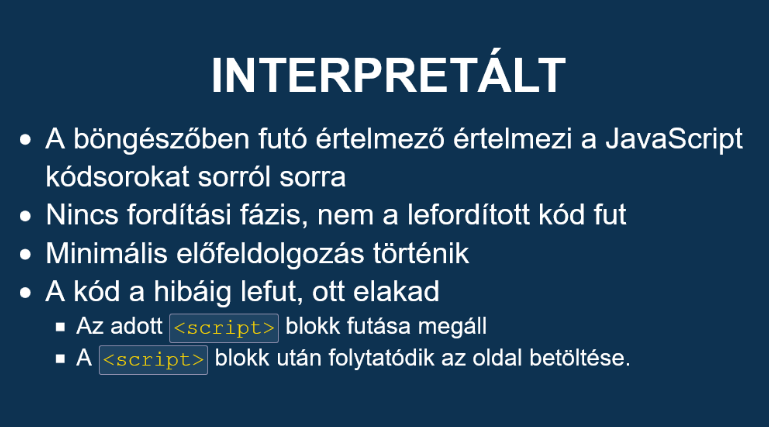 INTERPRETÁLT
• A böngészőben futó értelmező értelmezi a JavaScript
kódsorokat sorról sorra
• Nincs fordítási fázis, nem a lefordított kód fut
• Minimális előfeldolgozás történik
• A kód a hibáig lefut, ott elakad
▪ Az adott <script> blokk futása megáll
▪ A <script> blokk után folytatódik az oldal betöltése.